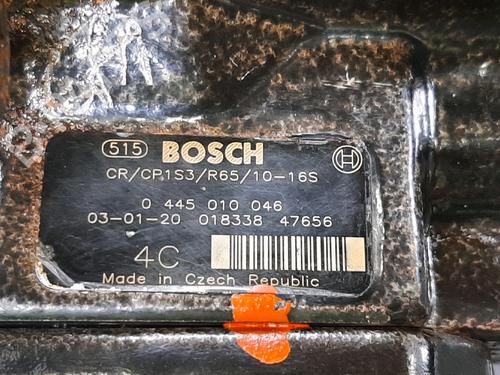 515 BOSCH
CR/CP1S3/R65/10-16S
0 445 010 046
03-01-20 018338 47656
4C
Made in Czech Republic